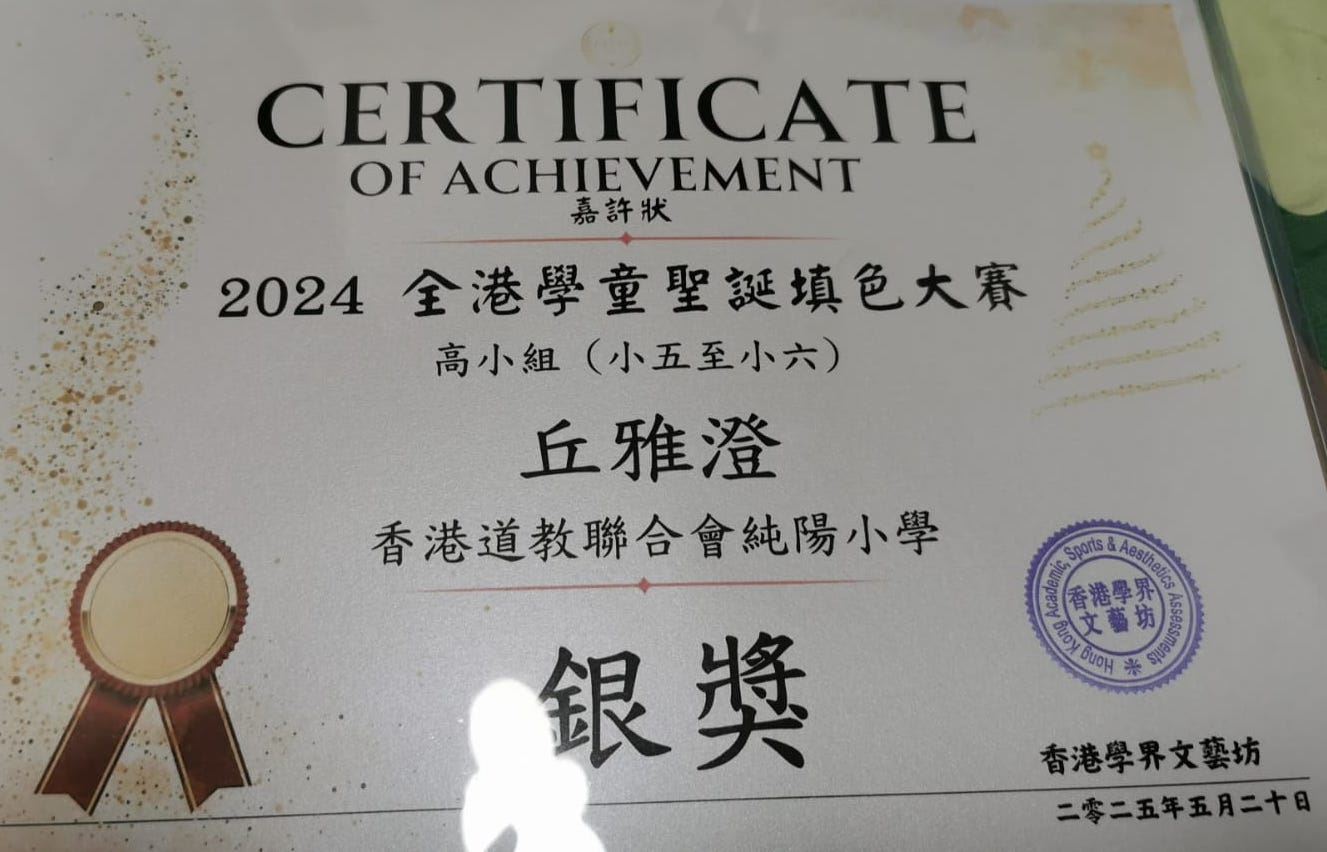 CERTIFICATE
OF ACHIEVEMENT
嘉許狀
2024 全港學童聖誕填色大賽
高小組（小五至小六）
丘雅澄
香港道教聯合會純陽小學
銀獎
Hong Kong Academic, Sports & Aesthetics Assessments
香港學界
文藝坊
香港學界文藝坊
二零二五年五月二十日